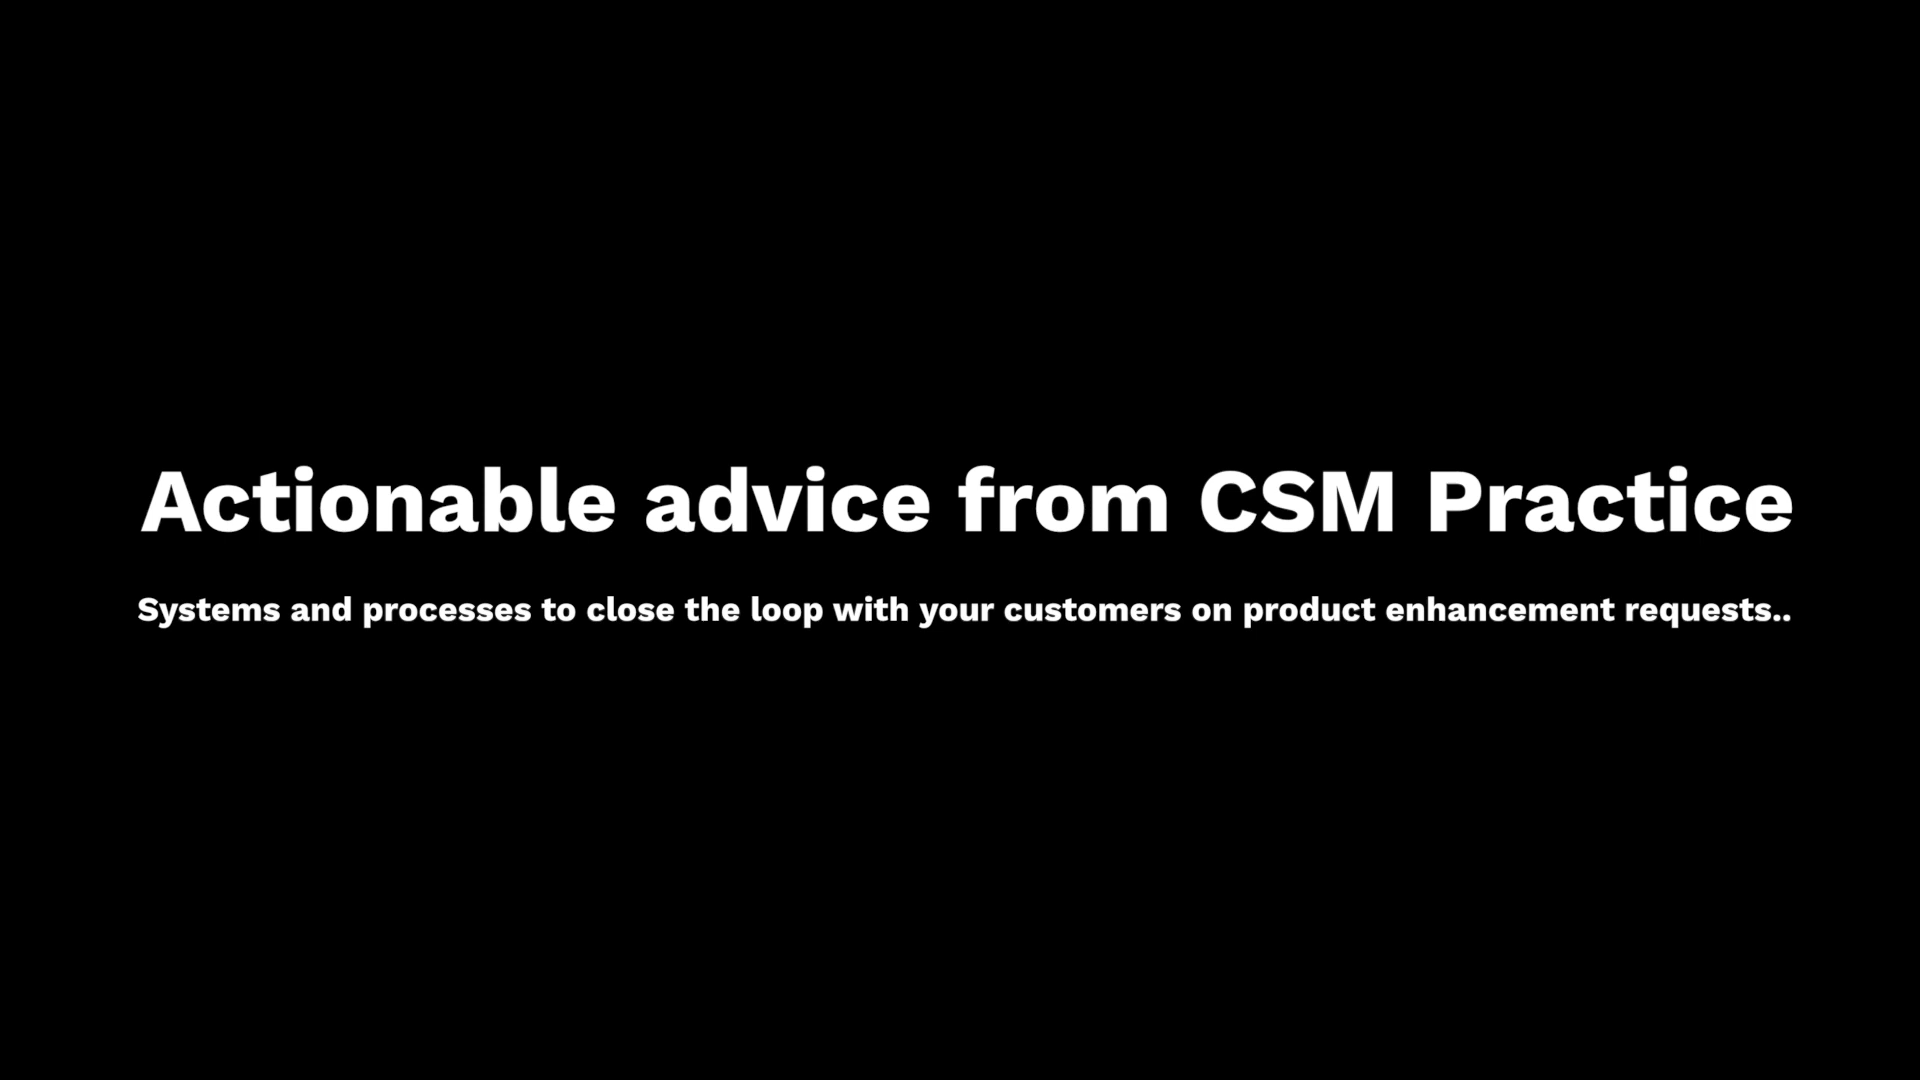 Actionable advice from CSM Practice
Systems and processes to close the loop with your customers on product enhancement requests..